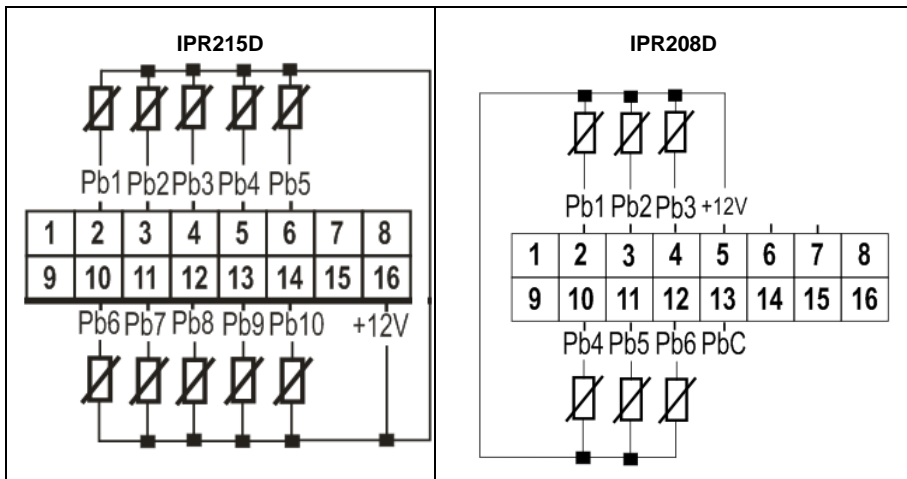 IPR215D
Pb1 Pb2 Pb3 Pb4 Pb5
1 2 3 4 5 6 7 8
9 10 11 12 13 14 15 16
Pb6 Pb7 Pb8 Pb9 Pb10 +12V
IPR208D
Pb1 Pb2 Pb3 +12V
1 2 3 4 5 6 7 8
9 10 11 12 13 14 15 16
Pb4 Pb5 Pb6 PbC